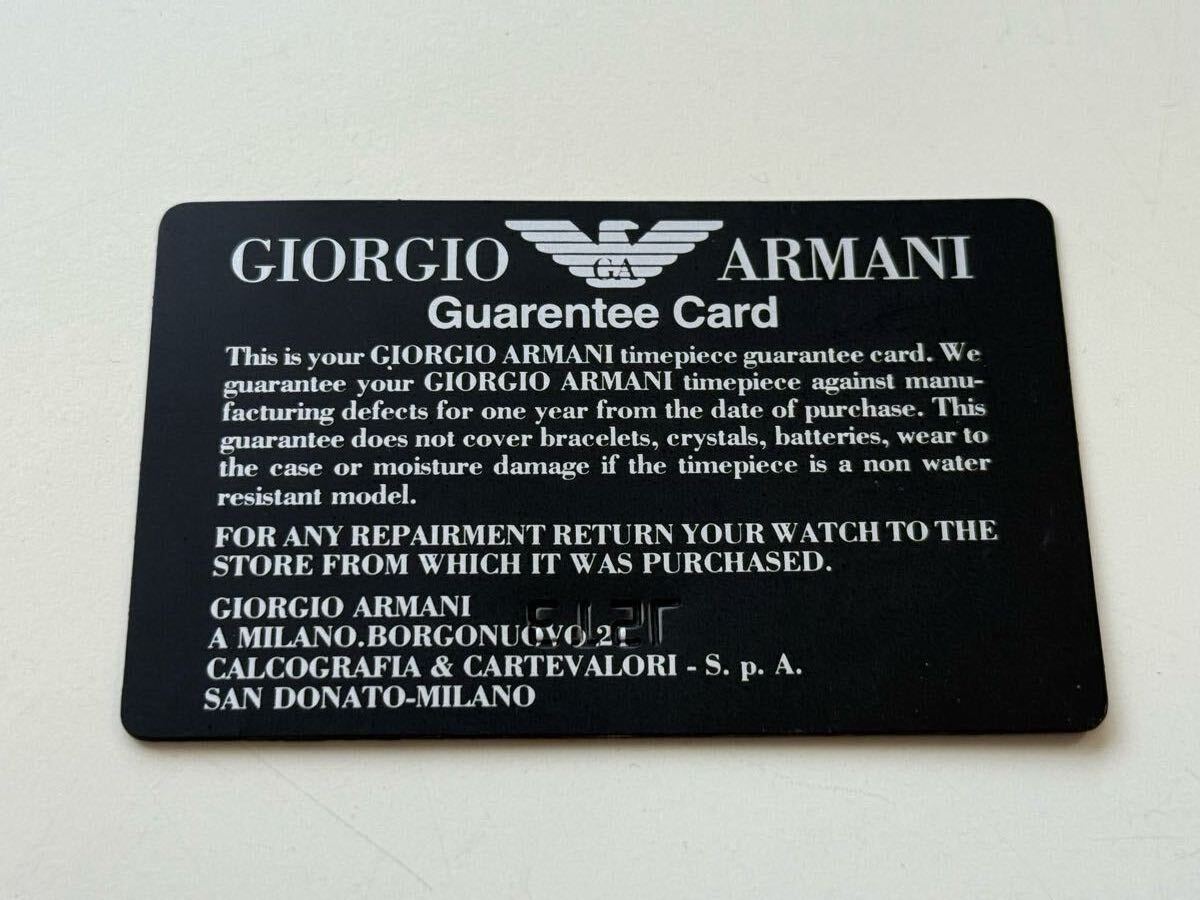 GIORGIO GA ARMANI
Guarentee Card
This is your GIORGIO ARMANI timepiece guarantee card. We
guarantee your GIORGIO ARMANI timepiece against manu-
facturing defects for one year from the date of purchase. This
guarantee does not cover bracelets, crystals, batteries, wear to
the case or moisture damage if the timepiece is a non water
resistant model.
FOR ANY REPAIRMENT RETURN YOUR WATCH TO THE
STORE FROM WHICH IT WAS PURCHASED.
GIORGIO ARMANI
A MILANO.BORGONUOVO 21
CALCOGRAFIA & CARTEVALORI - S. p. A.
SAN DONATO-MILANO